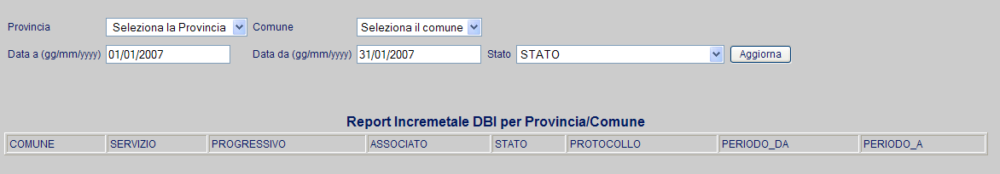 Provincia Seleziona la Provincia Comune Seleziona il comune
Data a (gg/mm/yyyy) 01/01/2007 Data da (gg/mm/yyyy) 31/01/2007 Stato STATO Aggiorna
Report Incremetale DBI per Provincia/Comune
COMUNE SERVIZIO PROGRESSIVO ASSOCIATO STATO PROTOCOLLO PERIODO_DA PERIODO_A